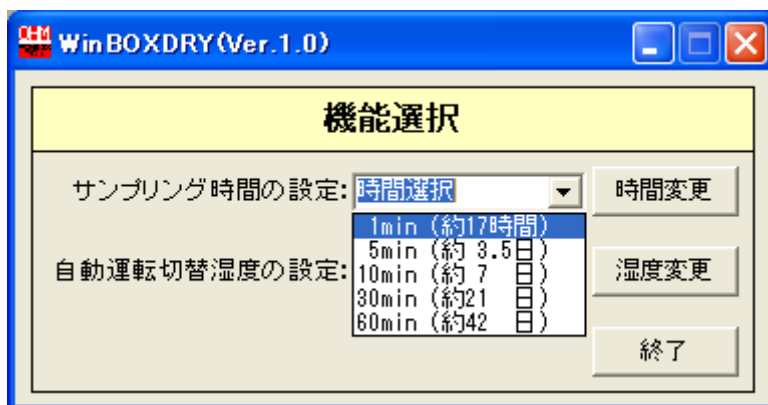 WinBOXDRY(Ver.1.0)
機能選択
サンプリング時間の設定: 時間選択 時間変更
1min (約17時間)
5min (約 3.5日)
自動運転切替湿度の設定: 10min (約 7 日) 湿度変更
30min (約21 日)
60min (約42 日)
終了